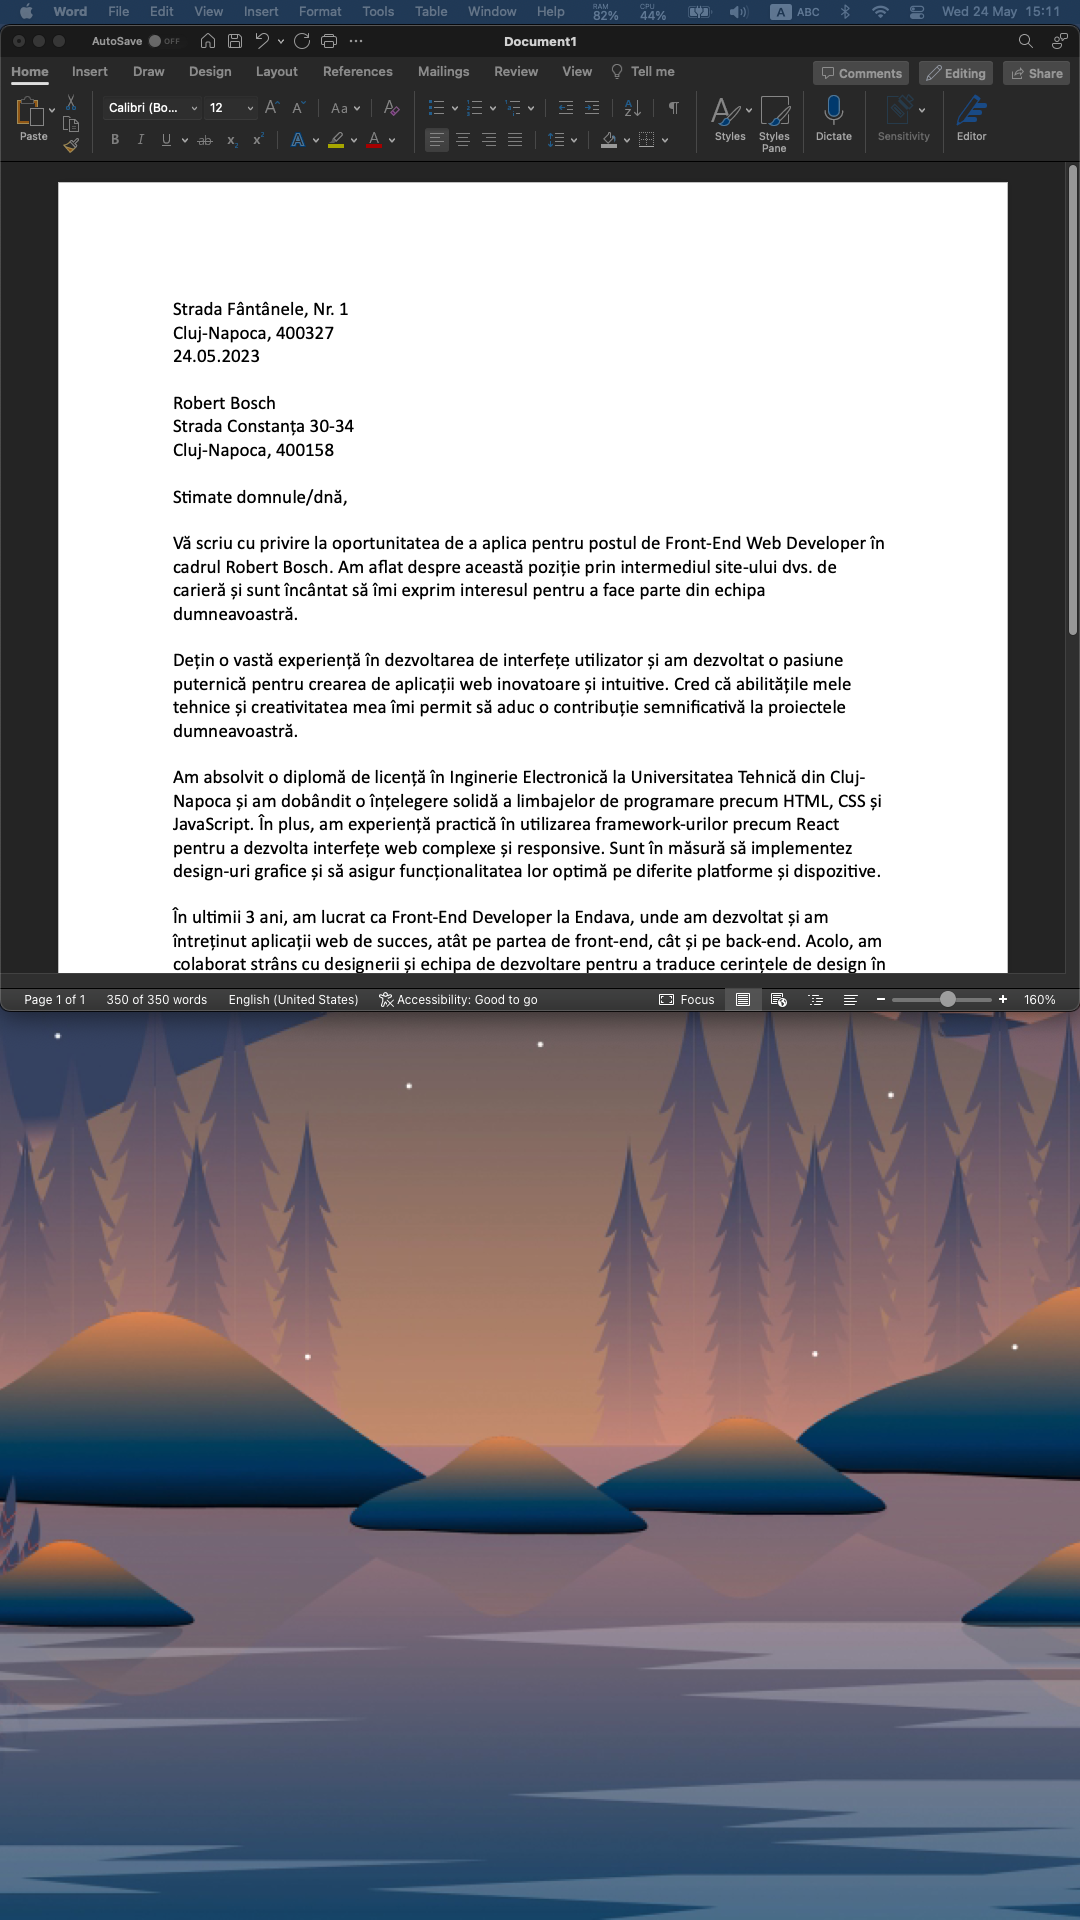 Word File Edit View Insert Format Tools Table Window Help RAM 82% CPU 44% A ABC Wed 24 May 15:11
AutoSave OFF Document1
Home Insert Draw Design Layout References Mailings Review View Tell me Comments Editing Share
Calibri (Bo... 12
Paste Styles Styles Pane Dictate Sensitivity Editor
Strada Fântânele, Nr. 1
Cluj-Napoca, 400327
24.05.2023
Robert Bosch
Strada Constanța 30-34
Cluj-Napoca, 400158
Stimate domnule/dnă,
Vă scriu cu privire la oportunitatea de a aplica pentru postul de Front-End Web Developer în
cadrul Robert Bosch. Am aflat despre această poziție prin intermediul site-ului dvs. de
carieră și sunt încântat să îmi exprim interesul pentru a face parte din echipa
dumneavoastră.
Dețin o vastă experiență în dezvoltarea de interfețe utilizator și am dezvoltat o pasiune
puternică pentru crearea de aplicații web inovatoare și intuitive. Cred că abilitățile mele
tehnice și creativitatea mea îmi permit să aduc o contribuție semnificativă la proiectele
dumneavoastră.
Am absolvit o diplomă de licență în Inginerie Electronică la Universitatea Tehnică din Cluj-
Napoca și am dobândit o înțelegere solidă a limbajelor de programare precum HTML, CSS și
JavaScript. În plus, am experiență practică în utilizarea framework-urilor precum React
pentru a dezvolta interfețe web complexe și responsive. Sunt în măsură să implementez
design-uri grafice și să asigur funcționalitatea lor optimă pe diferite platforme și dispozitive.
În ultimii 3 ani, am lucrat ca Front-End Developer la Endava, unde am dezvoltat și am
întreținut aplicații web de succes, atât pe partea de front-end, cât și pe back-end. Acolo, am
colaborat strâns cu designerii și echipa de dezvoltare pentru a traduce cerințele de design în
Page 1 of 1 350 of 350 words English (United States) Accessibility: Good to go Focus 160%